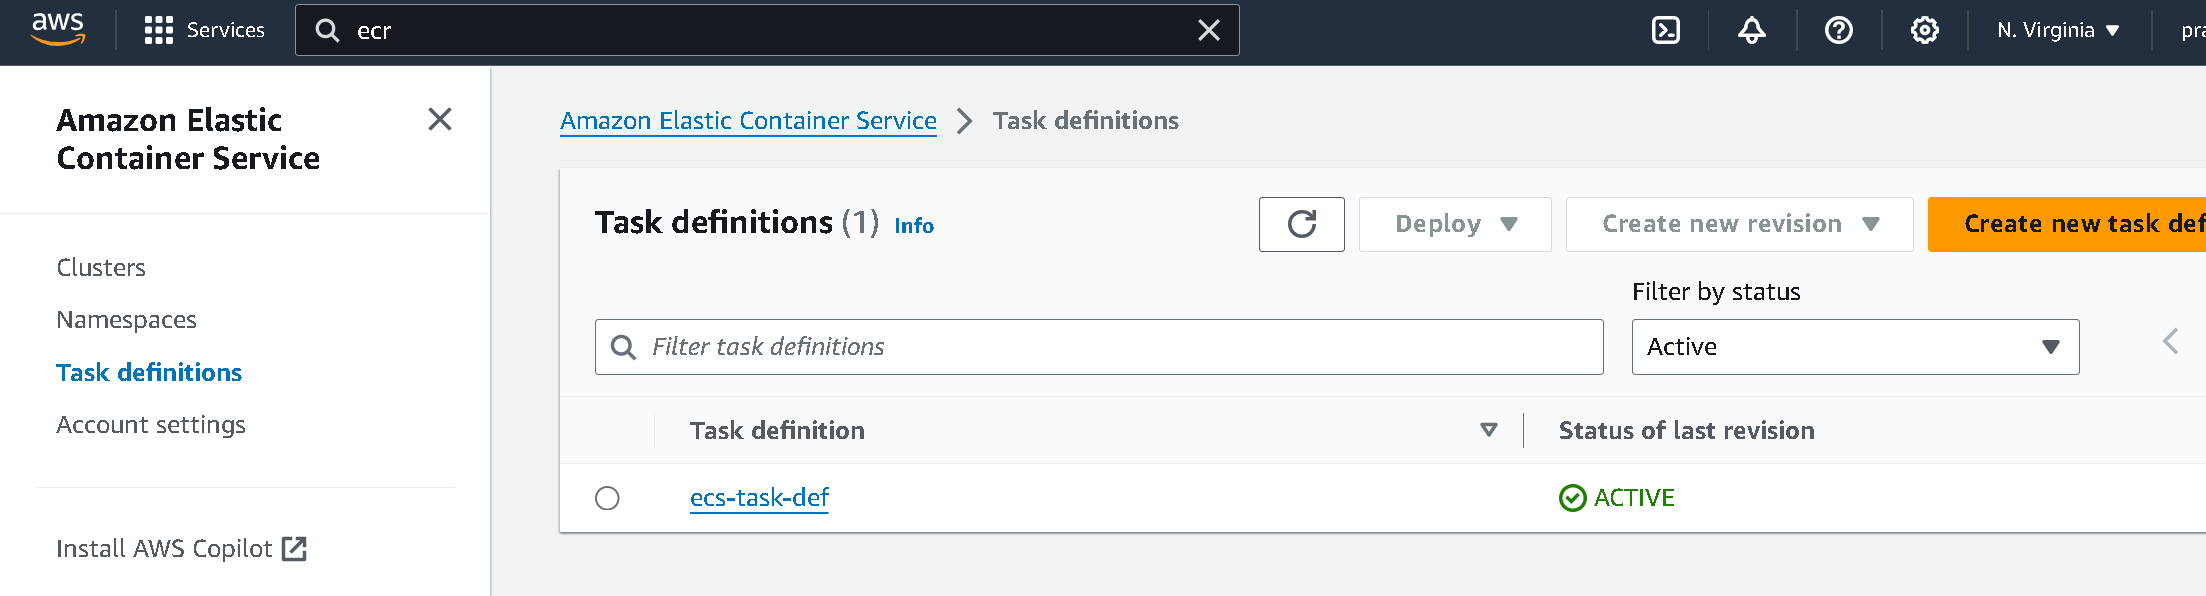 aws
Services
ecr
N. Virginia
Amazon Elastic
Container Service
Clusters
Namespaces
Task definitions
Account settings
Install AWS Copilot
Amazon Elastic Container Service > Task definitions
Task definitions (1) Info
Deploy
Create new revision
Create new task
Filter by status
Filter task definitions
Active
Task definition
Status of last revision
ecs-task-def
ACTIVE